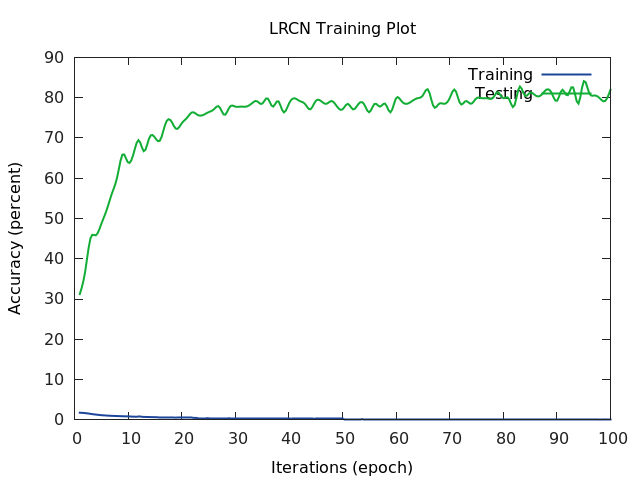 LRCN Training Plot
90
80
70
60
50
40
30
20
10
0
Accuracy (percent)
Training
Testing
0 10 20 30 40 50 60 70 80 90 100
Iterations (epoch)